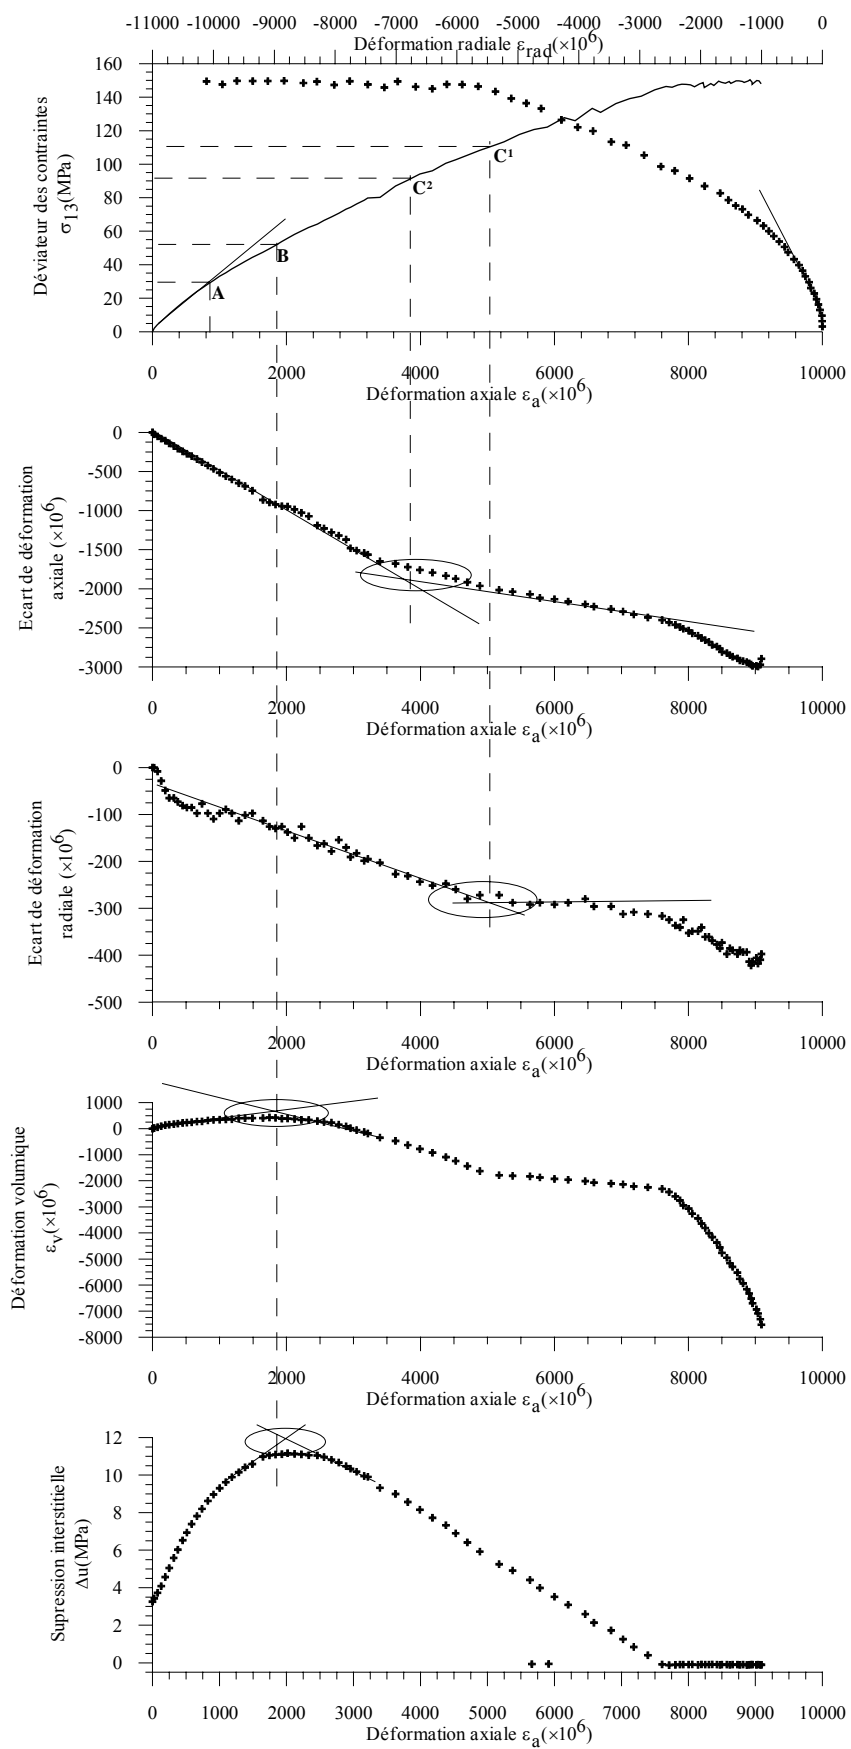 -11000 -10000 -9000 -8000 -7000 -6000 -5000 -4000 -3000 -2000 -1000 0
Déformation radiale εrad(×10⁶)
160
140
120
100
80
60
40
20
0
Déviateur des contraintes
σ13(MPa)
A
B
C²
C¹
0 2000 4000 6000 8000 10000
Déformation axiale εa(×10⁶)
0
-500
-1000
-1500
-2000
-2500
-3000
Ecart de déformation
axiale (×10⁶)
0 2000 4000 6000 8000 10000
Déformation axiale εa(×10⁶)
0
-100
-200
-300
-400
-500
Ecart de déformation
radiale (×10⁶)
0 2000 4000 6000 8000 10000
Déformation axiale εa(×10⁶)
1000
0
-1000
-2000
-3000
-4000
-5000
-6000
-7000
-8000
Déformation volumique
εv(×10⁶)
0 2000 4000 6000 8000 10000
Déformation axiale εa(×10⁶)
12
10
8
6
4
2
0
Supression interstitielle
Δu(MPa)
0 1000 2000 3000 4000 5000 6000 7000 8000 9000 10000
Déformation axiale εa(×10⁶)